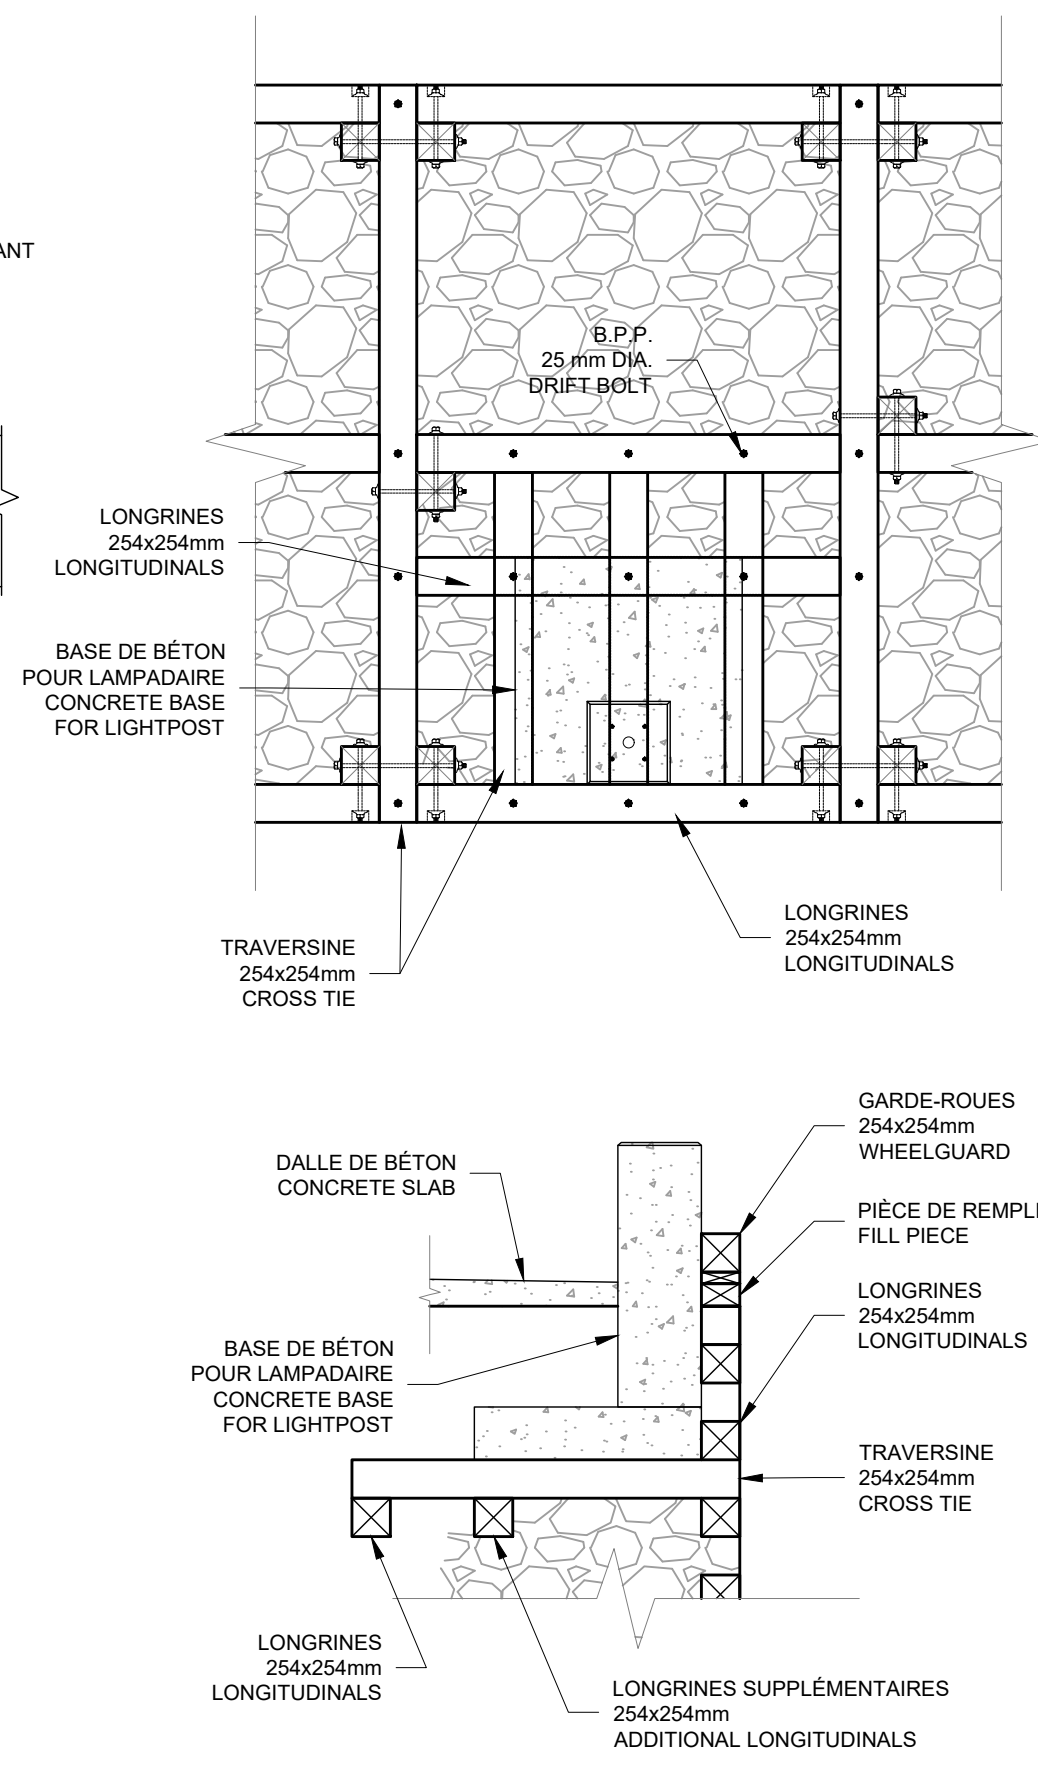 ANT
B.P.P.
25 mm DIA.
DRIFT BOLT
LONGRINES
254x254mm
LONGITUDINALS
BASE DE BÉTON
POUR LAMPADAIRE
CONCRETE BASE
FOR LIGHTPOST
LONGRINES
254x254mm
LONGITUDINALS
TRAVERSINE
254x254mm
CROSS TIE
GARDE-ROUES
254x254mm
WHEELGUARD
DALLE DE BÉTON
CONCRETE SLAB
PIÈCE DE REMPL
FILL PIECE
LONGRINES
254x254mm
LONGITUDINALS
BASE DE BÉTON
POUR LAMPADAIRE
CONCRETE BASE
FOR LIGHTPOST
TRAVERSINE
254x254mm
CROSS TIE
LONGRINES
254x254mm
LONGITUDINALS
LONGRINES SUPPLÉMENTAIRES
254x254mm
ADDITIONAL LONGITUDINALS